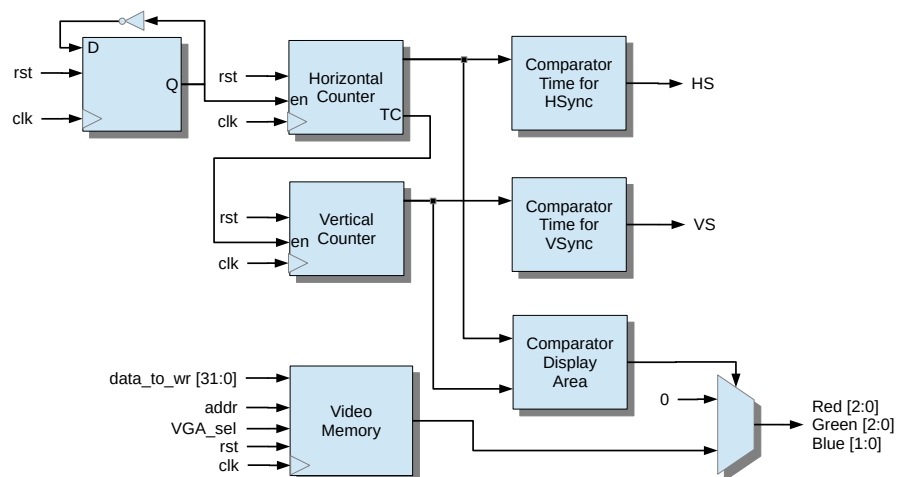 D
rst
Q
clk
rst
Horizontal
Counter
en
clk
TC
Comparator
Time for
HSync
HS
rst
Vertical
Counter
en
clk
Comparator
Time for
VSync
VS
Comparator
Display
Area
data_to_wr [31:0]
addr
VGA_sel
rst
clk
Video
Memory
0
Red [2:0]
Green [2:0]
Blue [1:0]